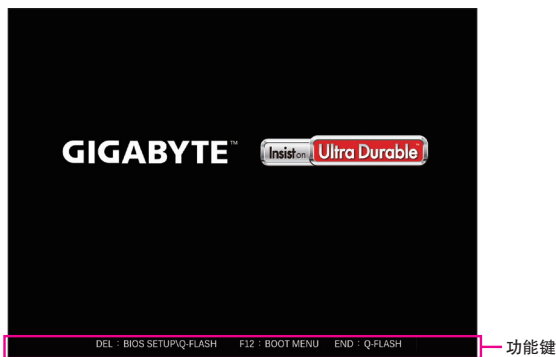 GIGABYTE™ Insist on Ultra Durable™
DEL : BIOS SETUP\Q-FLASH F12 : BOOT MENU END : Q-FLASH
功能键